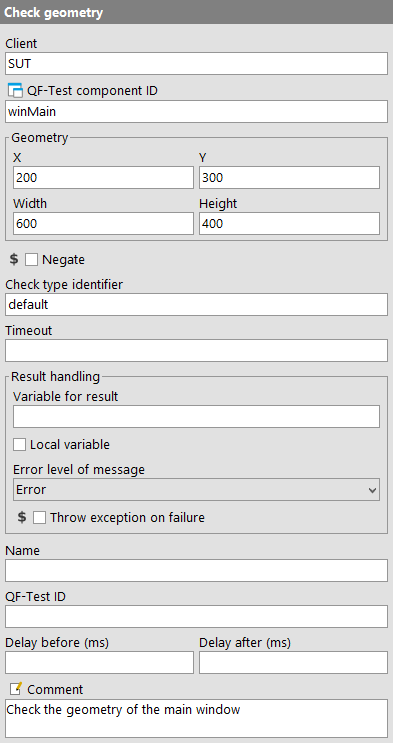 Check geometry
Client
SUT
QF-Test component ID
winMain
Geometry
X Y
200 300
Width Height
600 400
$ Negate
Check type identifier
default
Timeout
Result handling
Variable for result
Local variable
Error level of message
Error
$ Throw exception on failure
Name
QF-Test ID
Delay before (ms) Delay after (ms)
Comment
Check the geometry of the main window